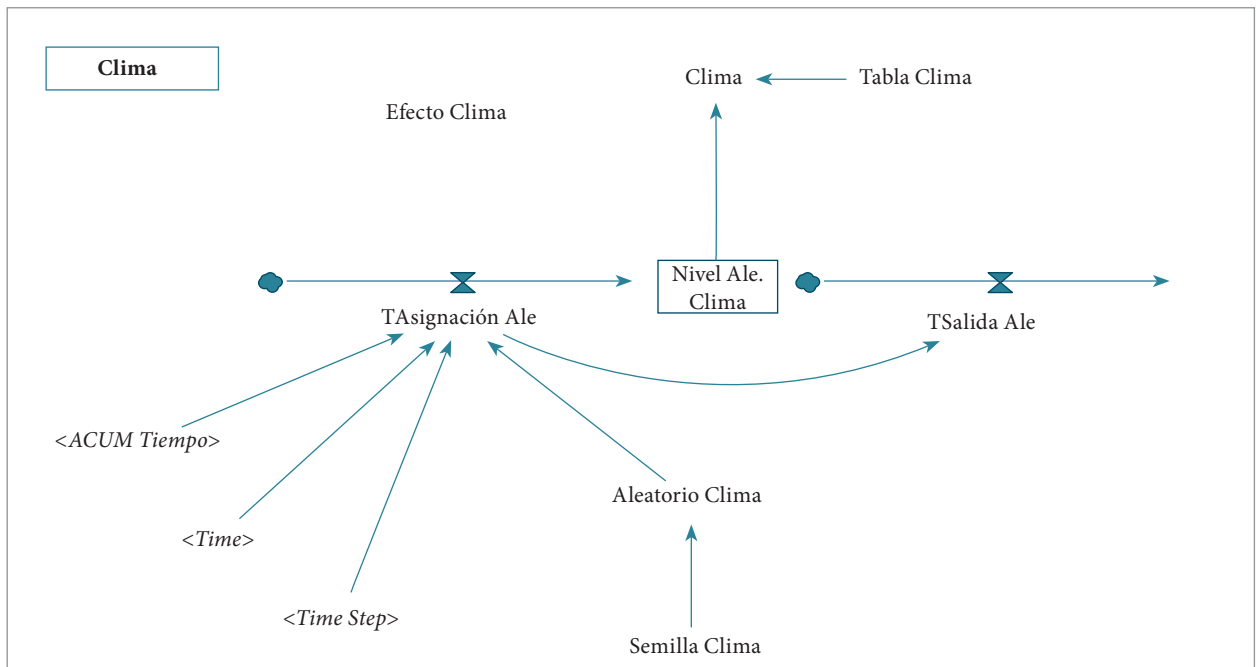 Clima
Clima
Tabla Clima
Efecto Clima
Nivel Ale.
Clima
TAsignación Ale
TSalida Ale
<ACUM Tiempo>
Aleatorio Clima
<Time>
<Time Step>
Semilla Clima